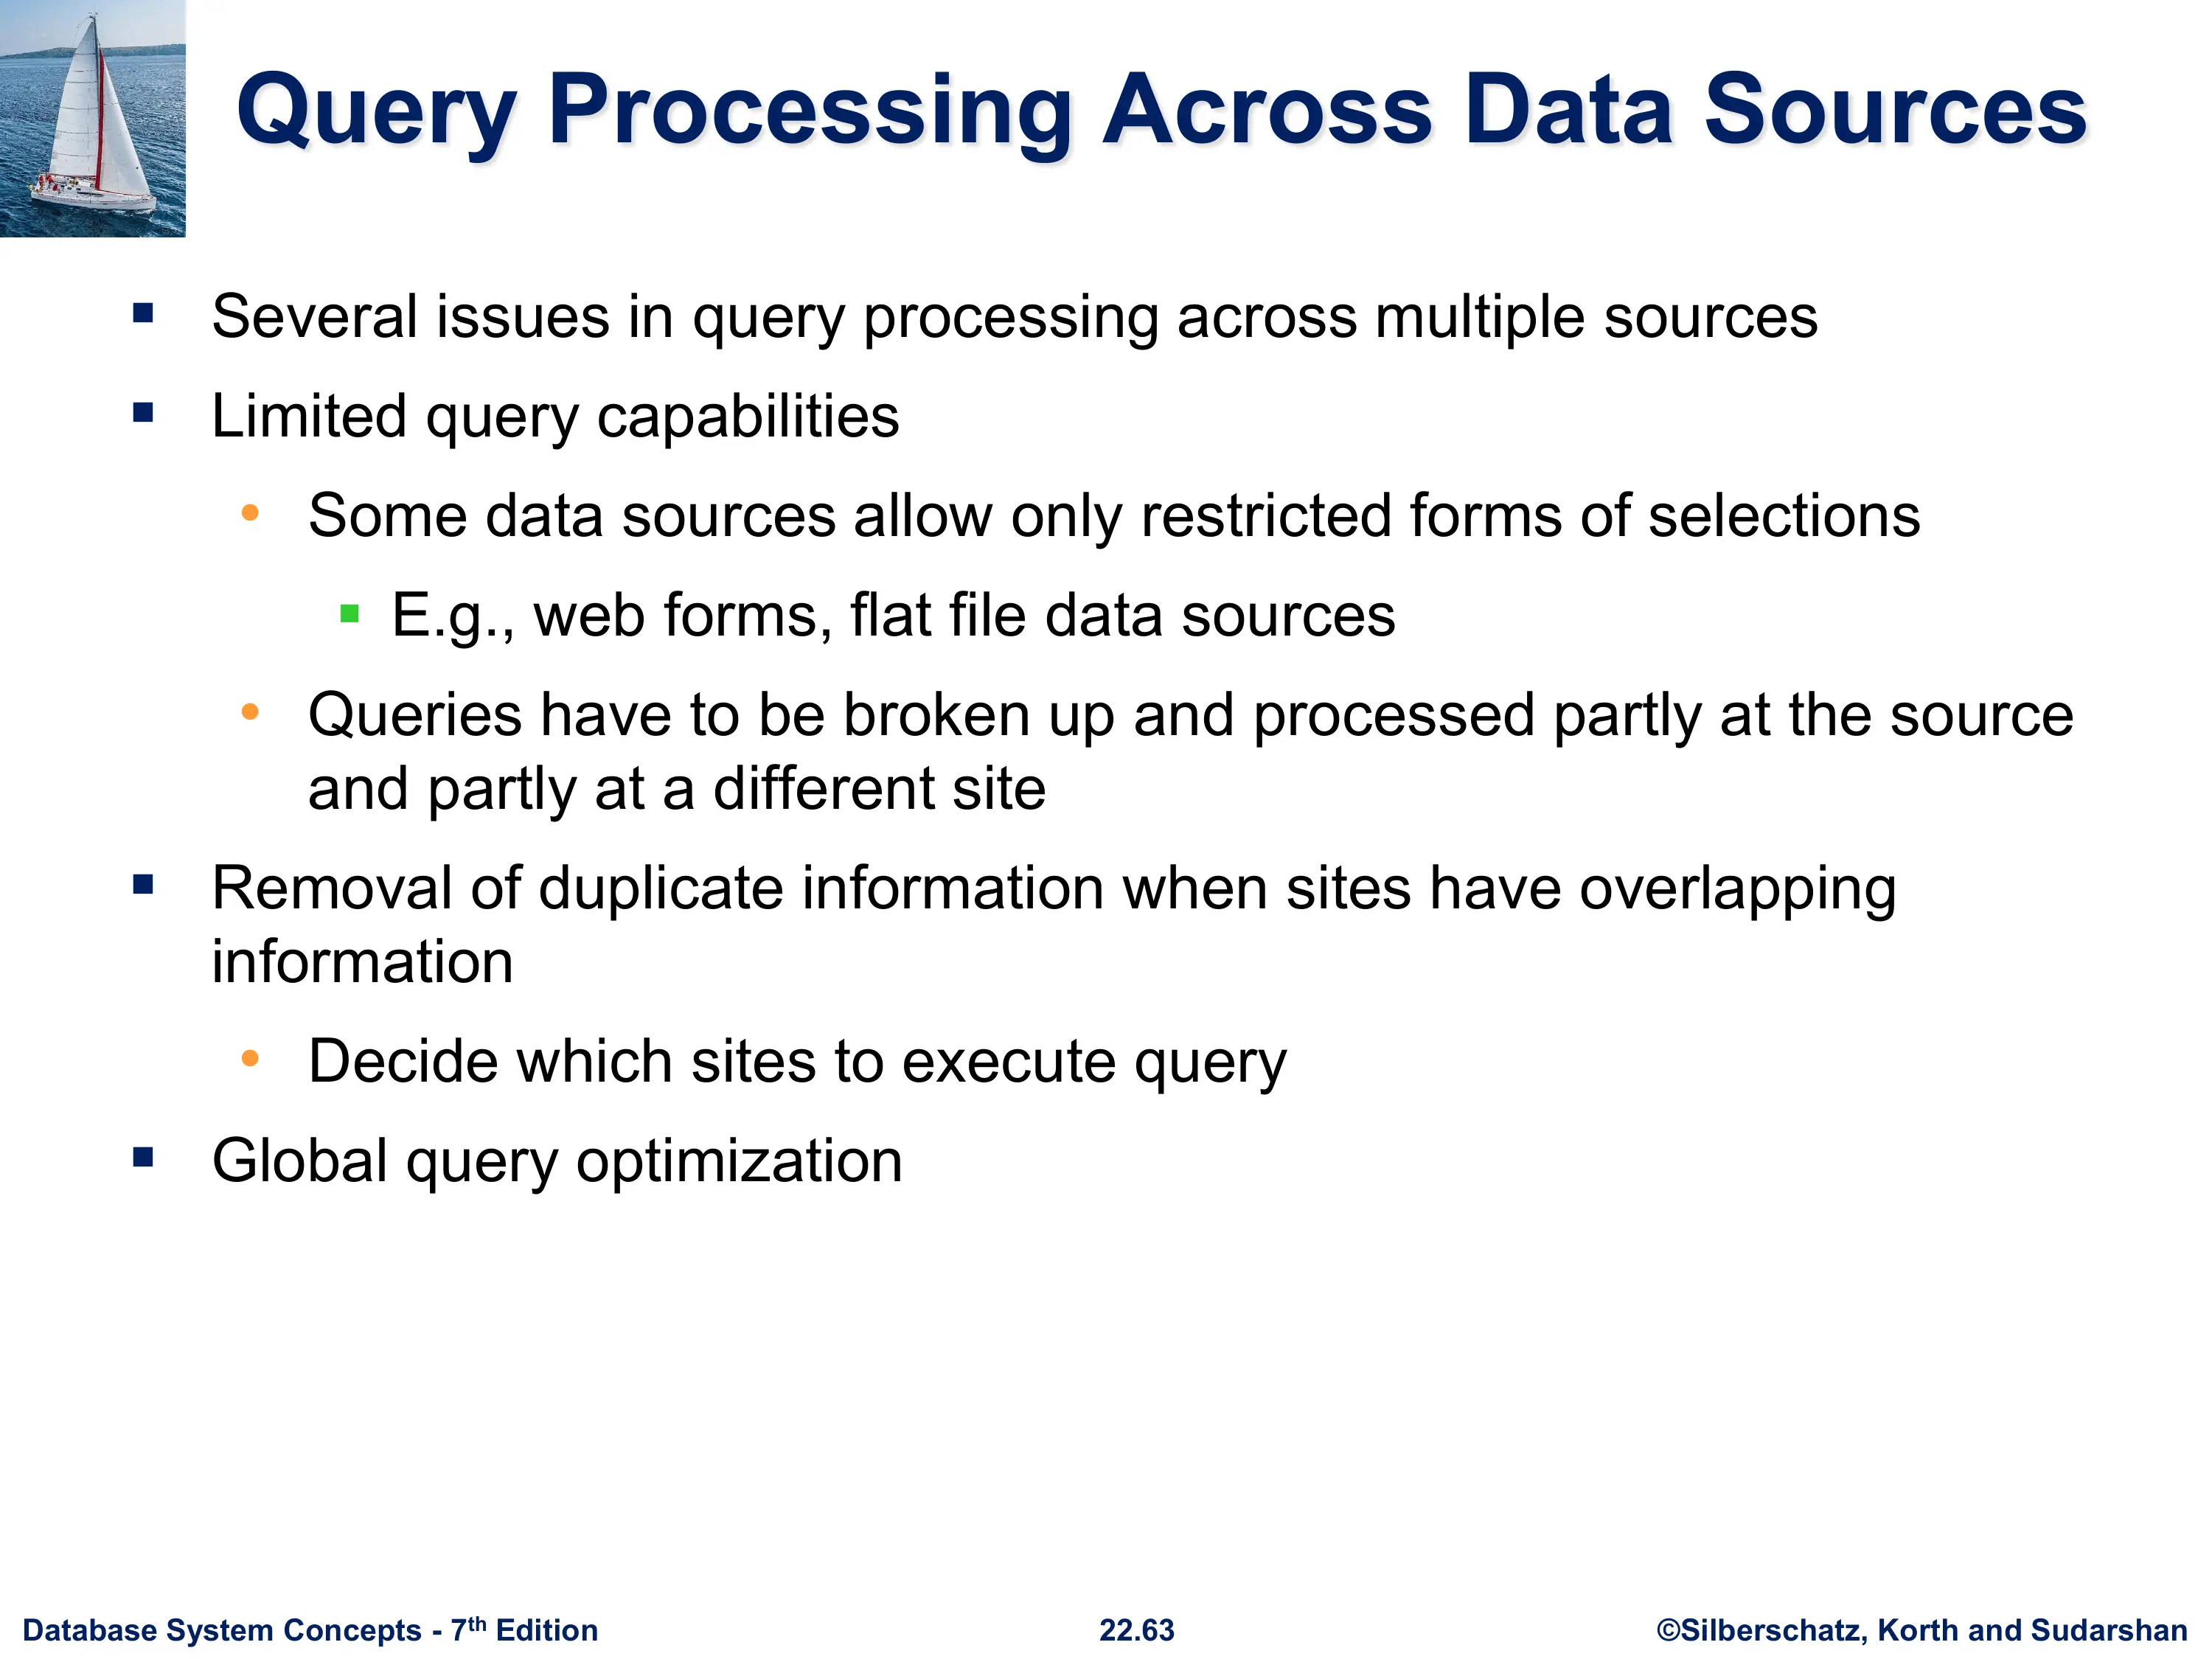 Query Processing Across Data Sources
Several issues in query processing across multiple sources
Limited query capabilities
Some data sources allow only restricted forms of selections
E.g., web forms, flat file data sources
Queries have to be broken up and processed partly at the source
and partly at a different site
Removal of duplicate information when sites have overlapping
information
Decide which sites to execute query
Global query optimization
Database System Concepts - 7th Edition
22.63
©Silberschatz, Korth and Sudarshan